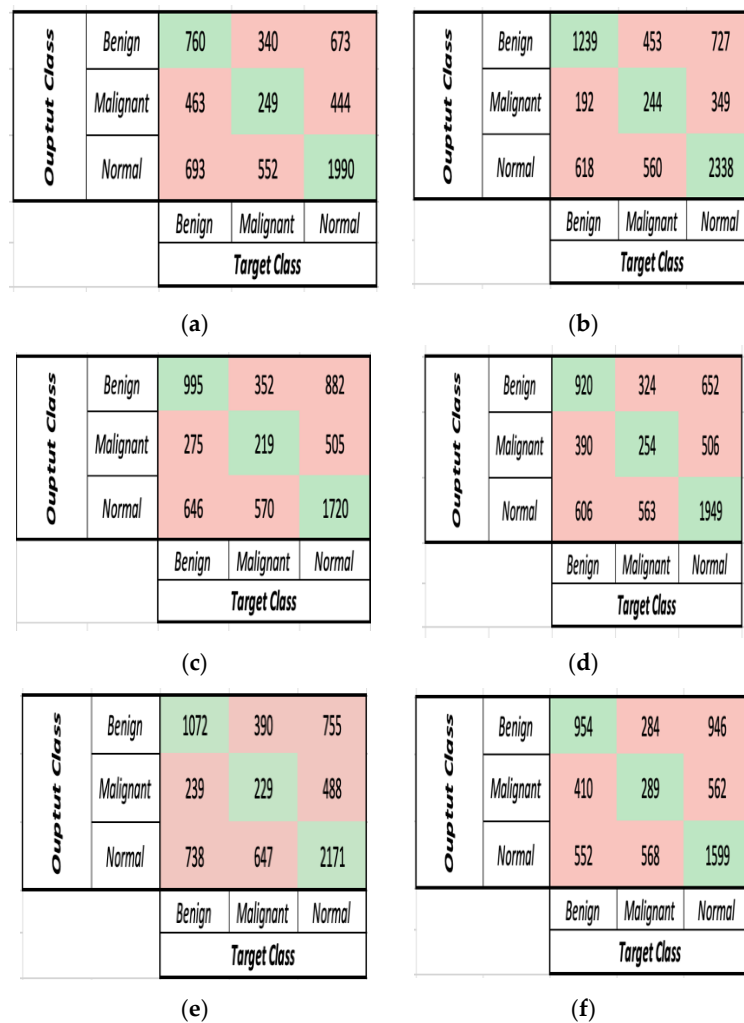 Ouptut Class
Benign 760 340 673
Malignant 463 249 444
Normal 693 552 1990
Benign Malignant Normal
Target Class
(a)
Ouptut Class
Benign 1239 453 727
Malignant 192 244 349
Normal 618 560 2338
Benign Malignant Normal
Target Class
(b)
Ouptut Class
Benign 995 352 882
Malignant 275 219 505
Normal 646 570 1720
Benign Malignant Normal
Target Class
(c)
Ouptut Class
Benign 920 324 652
Malignant 390 254 506
Normal 606 563 1949
Benign Malignant Normal
Target Class
(d)
Ouptut Class
Benign 1072 390 755
Malignant 239 229 488
Normal 738 647 2171
Benign Malignant Normal
Target Class
(e)
Ouptut Class
Benign 954 284 946
Malignant 410 289 562
Normal 552 568 1599
Benign Malignant Normal
Target Class
(f)